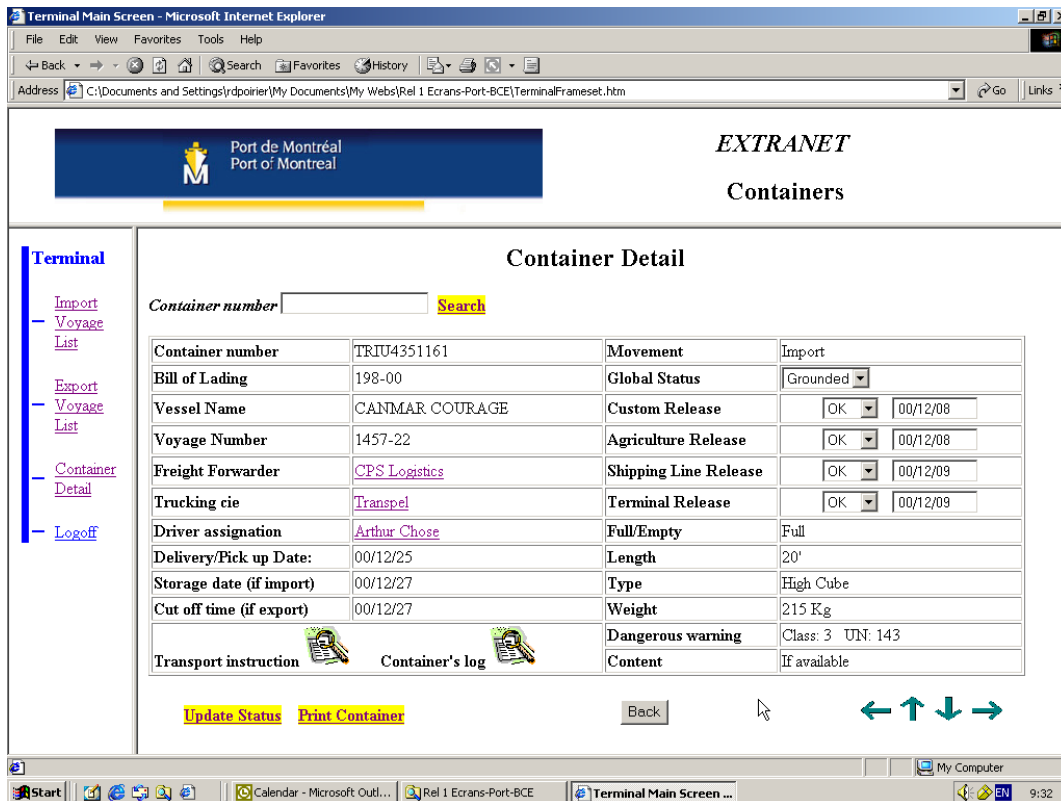 Terminal Main Screen - Microsoft Internet Explorer
File Edit View Favorites Tools Help
Back Search Favorites History
Address C:\Documents and Settings\rdpoirier\My Documents\My Webs\Rel 1 Ecrans-Port-BCE\TerminalFrameset.htm Go Links
Port de Montréal
Port of Montreal
EXTRANET
Containers
Terminal
Import
Voyage
List
Export
Voyage
List
Container
Detail
Logoff
Container Detail
Container number Search
Container number TRIU4351161 Movement Import
Bill of Lading 198-00 Global Status Grounded
Vessel Name CANMAR COURAGE Custom Release OK 00/12/08
Voyage Number 1457-22 Agriculture Release OK 00/12/08
Freight Forwarder CPS Logistics Shipping Line Release OK 00/12/09
Trucking cie Transpel Terminal Release OK 00/12/09
Driver assignation Arthur Chose Full/Empty Full
Delivery/Pick up Date: 00/12/25 Length 20'
Storage date (if import) 00/12/27 Type High Cube
Cut off time (if export) 00/12/27 Weight 215 Kg
Dangerous warning Class: 3 UN: 143
Transport instruction Container's log Content If available
Update Status Print Container Back
My Computer
Start Calendar - Microsoft Outl... Rel 1 Ecrans-Port-BCE Terminal Main Screen ... EN 9:32